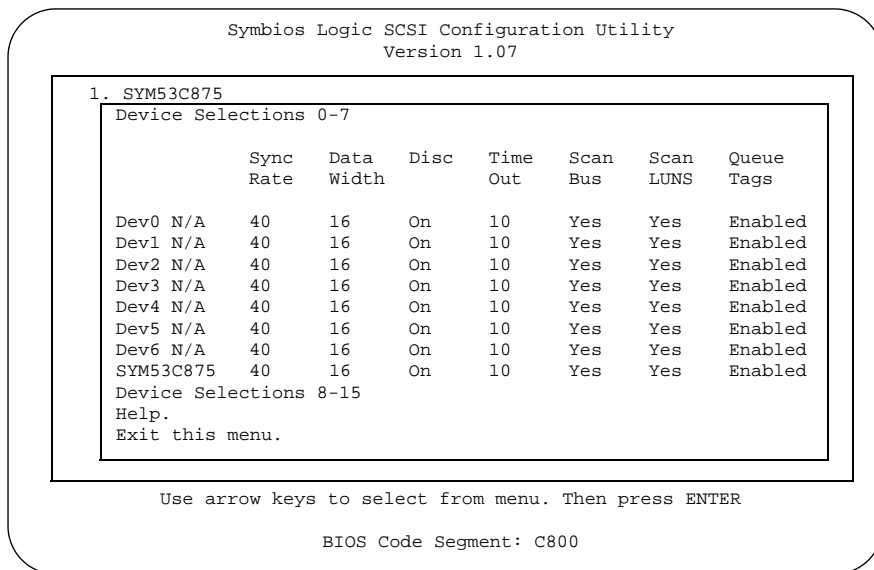 Symbios Logic SCSI Configuration Utility
Version 1.07
1. SYM53C875
Device Selections 0-7
Sync Data Disc Time Scan Scan Queue
Rate Width Out Bus LUNS Tags
Dev0 N/A 40 16 On 10 Yes Yes Enabled
Dev1 N/A 40 16 On 10 Yes Yes Enabled
Dev2 N/A 40 16 On 10 Yes Yes Enabled
Dev3 N/A 40 16 On 10 Yes Yes Enabled
Dev4 N/A 40 16 On 10 Yes Yes Enabled
Dev5 N/A 40 16 On 10 Yes Yes Enabled
Dev6 N/A 40 16 On 10 Yes Yes Enabled
SYM53C875 40 16 On 10 Yes Yes Enabled
Device Selections 8-15
Help.
Exit this menu.
Use arrow keys to select from menu. Then press ENTER
BIOS Code Segment: C800